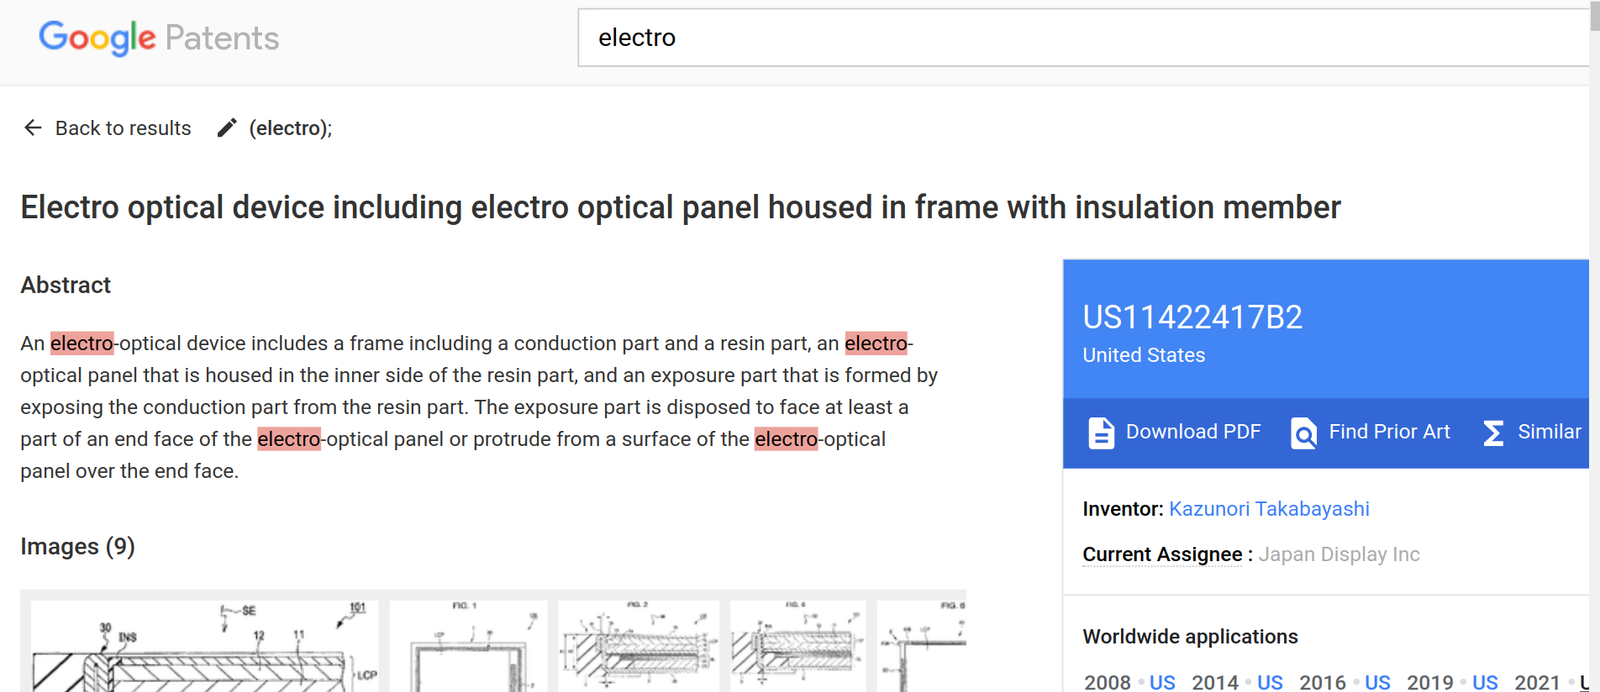 Google Patents
electro
Back to results (electro);
Electro optical device including electro optical panel housed in frame with insulation member
Abstract
An electro-optical device includes a frame including a conduction part and a resin part, an electro-
optical panel that is housed in the inner side of the resin part, and an exposure part that is formed by
exposing the conduction part from the resin part. The exposure part is disposed to face at least a
part of an end face of the electro-optical panel or protrude from a surface of the electro-optical
panel over the end face.
Images (9)
SE
101
30
INS
12
11
LCP
FIG. 1
FIG. 2
US11422417B2
United States
Download PDF Find Prior Art Similar
Inventor: Kazunori Takabayashi
Current Assignee : Japan Display Inc
Worldwide applications
2008 • US 2014 • US 2016 • US 2019 • US 2021 •